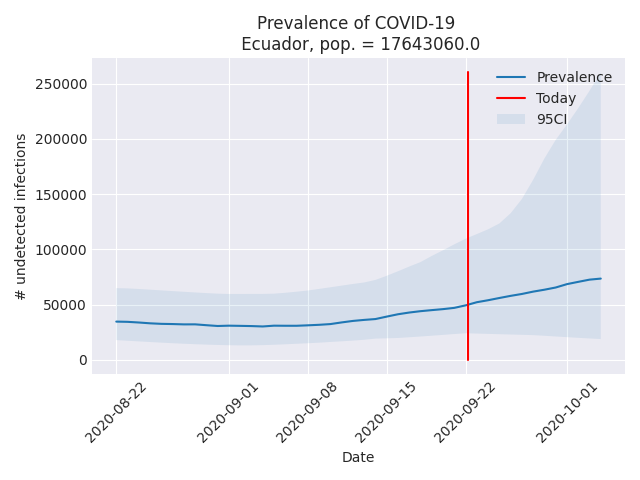 Prevalence of COVID-19
Ecuador, pop. = 17643060.0
# undetected infections
250000
200000
150000
100000
50000
0
Prevalence
Today
95CI
2020-08-22
2020-09-01
2020-09-08
2020-09-15
2020-09-22
2020-10-01
Date